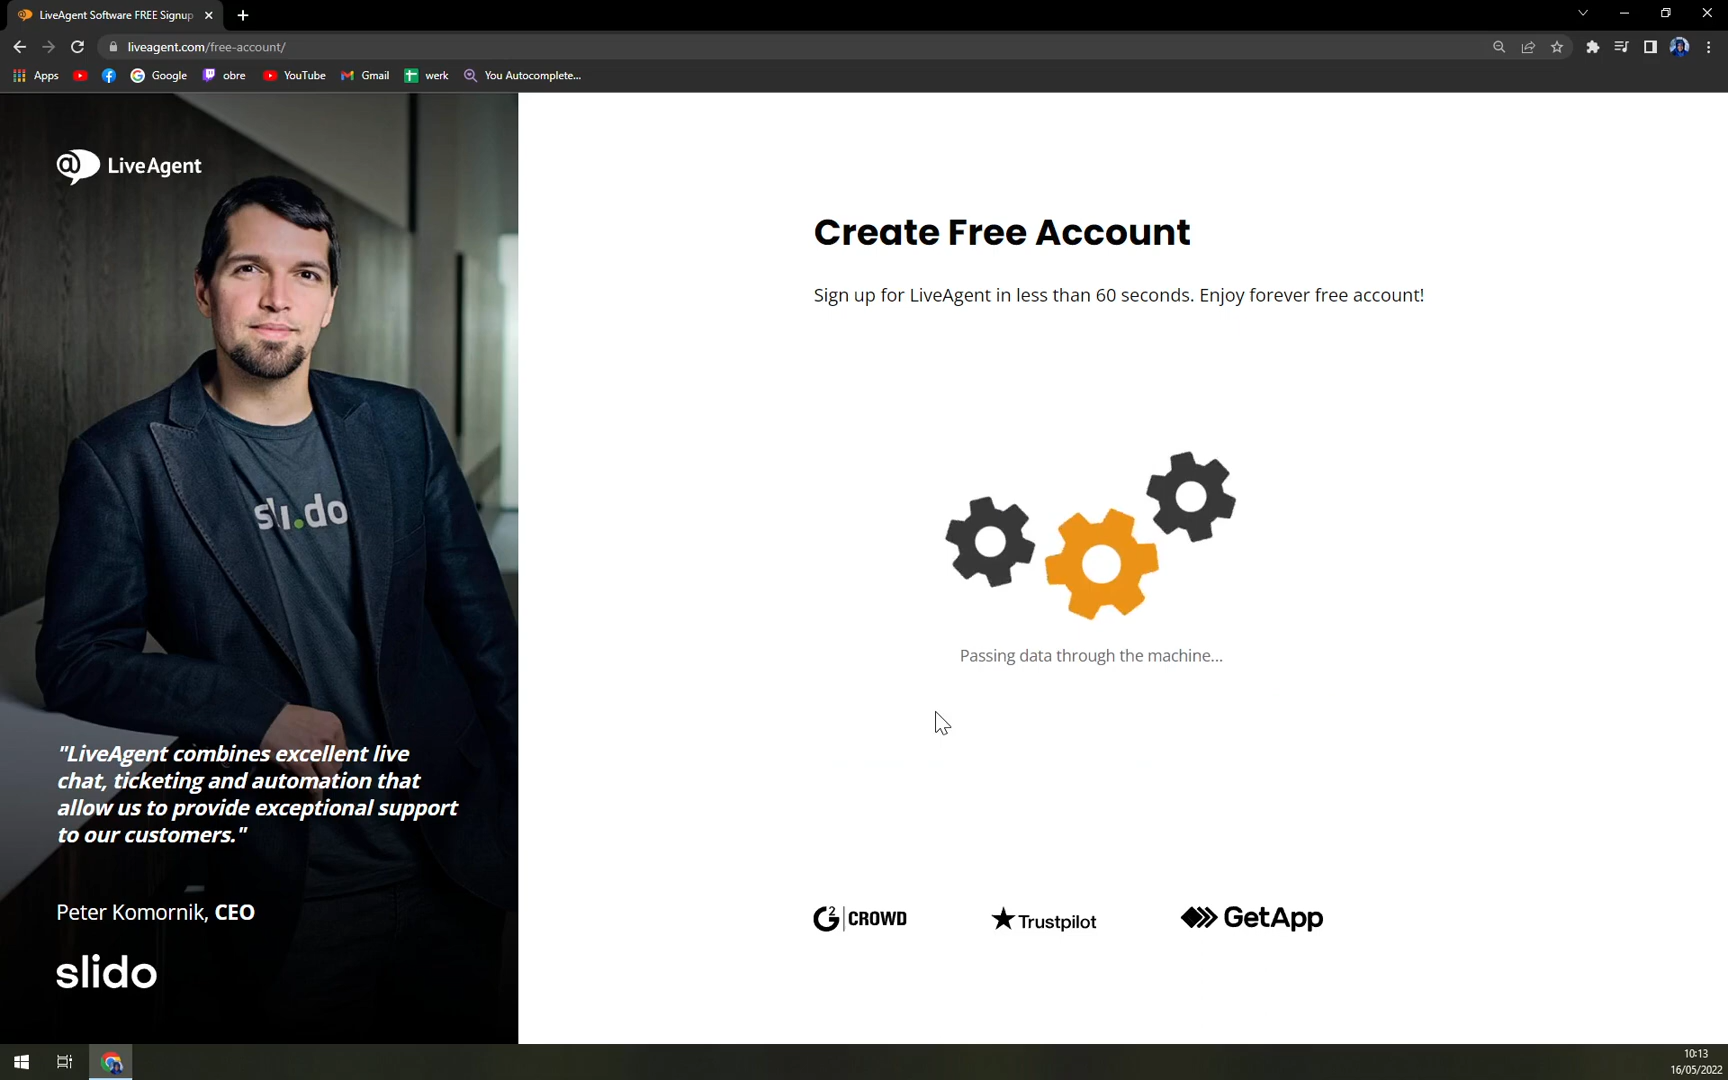 LiveAgent Software FREE Signup
liveagent.com/free-account/
Apps
Google
obre
YouTube
Gmail
werk
You Autocomplete...
LiveAgent
sli.do
"LiveAgent combines excellent live
chat, ticketing and automation that
allow us to provide exceptional support
to our customers."
Peter Komornik, CEO
slido
Create Free Account
Sign up for LiveAgent in less than 60 seconds. Enjoy forever free account!
Passing data through the machine...
G2 | CROWD
Trustpilot
GetApp
10:13
16/05/2022